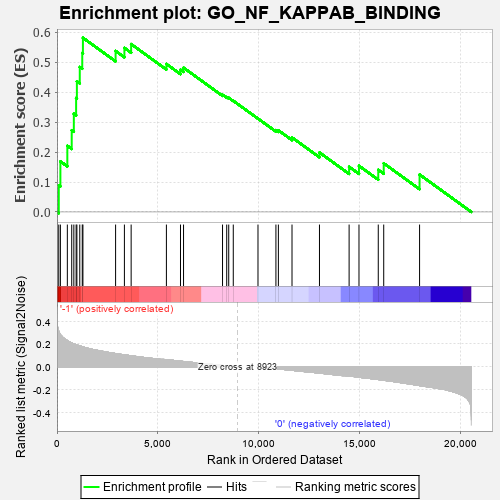 Enrichment plot: GO_NF_KAPPAB_BINDING
Enrichment score (ES)
0.6
0.5
0.4
0.3
0.2
0.1
0.0
'-1' (positively correlated)
Ranked list metric (Signal2Noise)
0.4
0.2
0.0
-0.2
-0.4
Zero cross at 8923
'0' (negatively correlated)
0
5,000
10,000
15,000
20,000
Rank in Ordered Dataset
Enrichment profile
Hits
Ranking metric scores